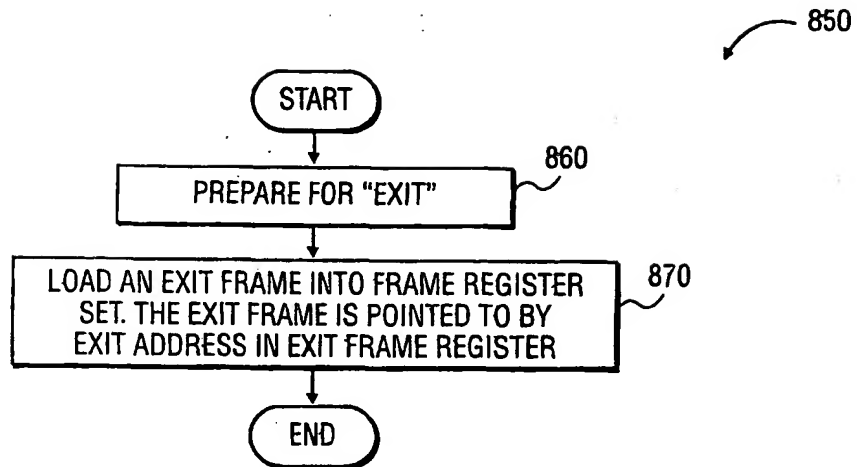 850
START
860
PREPARE FOR “EXIT”
870
LOAD AN EXIT FRAME INTO FRAME REGISTER
SET. THE EXIT FRAME IS POINTED TO BY
EXIT ADDRESS IN EXIT FRAME REGISTER
END